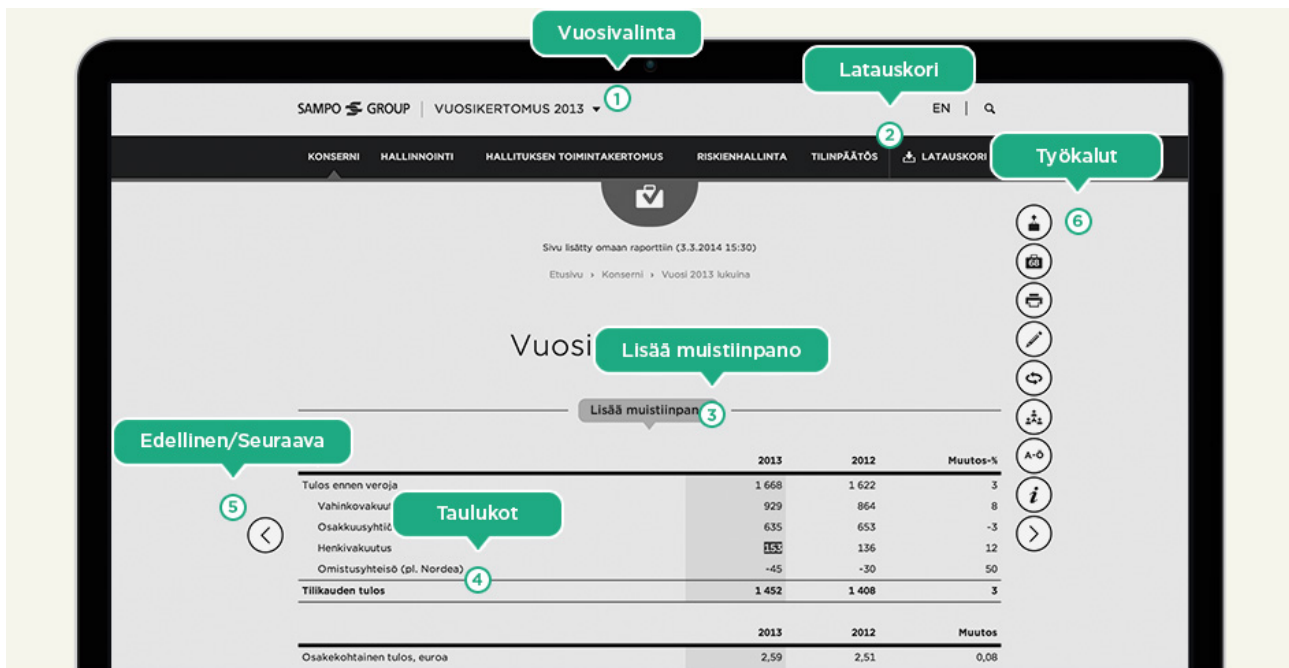 Vuosivalinta
Latauskori
SAMPO GROUP | VUOSIKERTOMUS 2013 1 EN |
2
KONSERNI HALLINNOINTI HALLITUKSEN TOIMINTAKERTOMUS RISKIENHALLINTA TILINPÄÄTÖS LATAUSKORI Työkalut
6
Sivu lisätty omaan raporttiin (3.3.2014 15:30)
68
Etusivu › Konserni › Vuosi 2013 lukuina
Vuosi Lisää muistiinpano
Lisää muistiinpan 3
Edellinen/Seuraava
A-Ö
2013 2012 Muutos-%
Tulos ennen veroja 1 668 1 622 3
i
5
Vahinkovakuu 929 864 8
Taulukot
Osakkuusyhtiö 635 653 -3
Henkivakuutus 153 136 12
Omistusyhteisö (pl. Nordea) -45 -30 50
4
Tilikauden tulos 1 452 1 408 3
2013 2012 Muutos
Osakekohtainen tulos, euroa 2,59 2,51 0,08